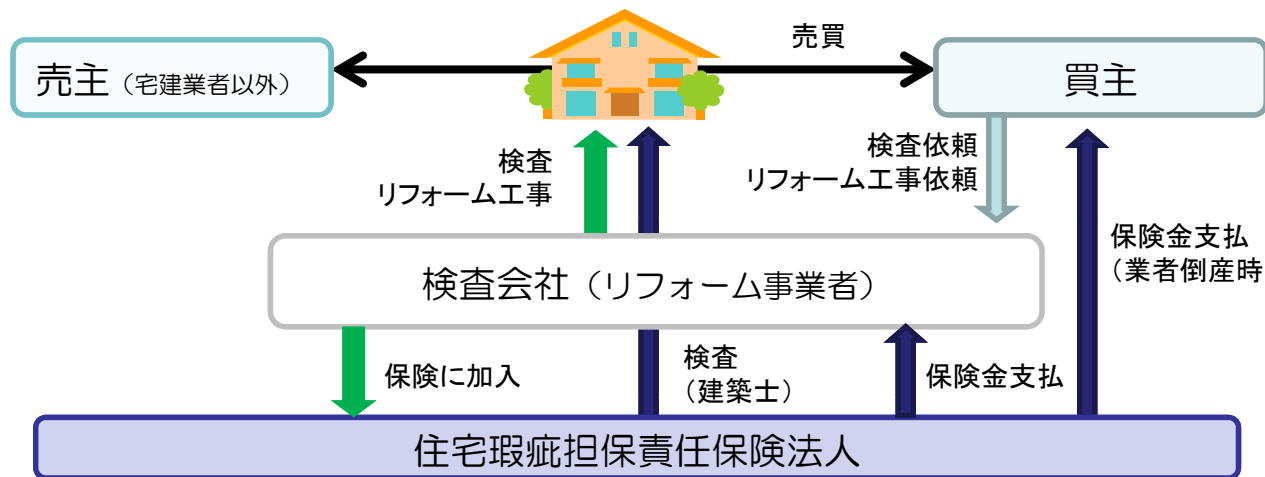 売買
売主（宅建業者以外）
買主
検査
リフォーム工事
検査依頼
リフォーム工事依頼
保険金支払
（業者倒産時
検査会社（リフォーム事業者）
保険に加入
検査
（建築士）
保険金支払
住宅瑕疵担保責任保険法人